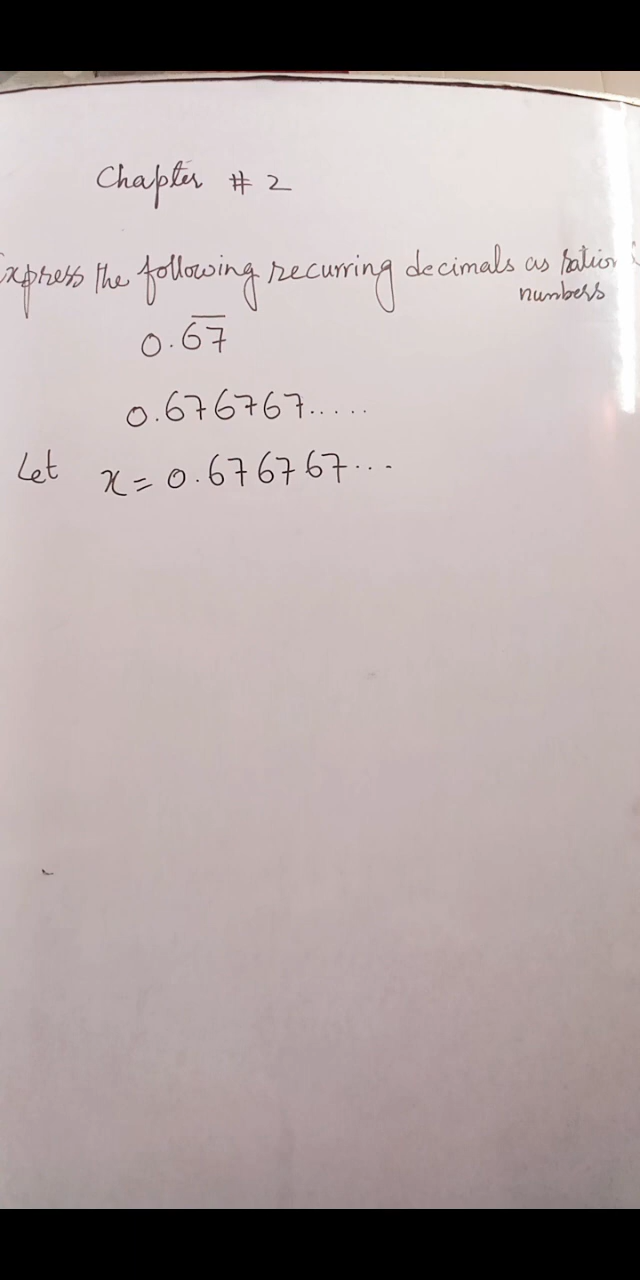 Chapter # 2
Express the following recurring decimals as rational
numbers
0.6̅7̅
0.676767.....
Let x = 0.676767...